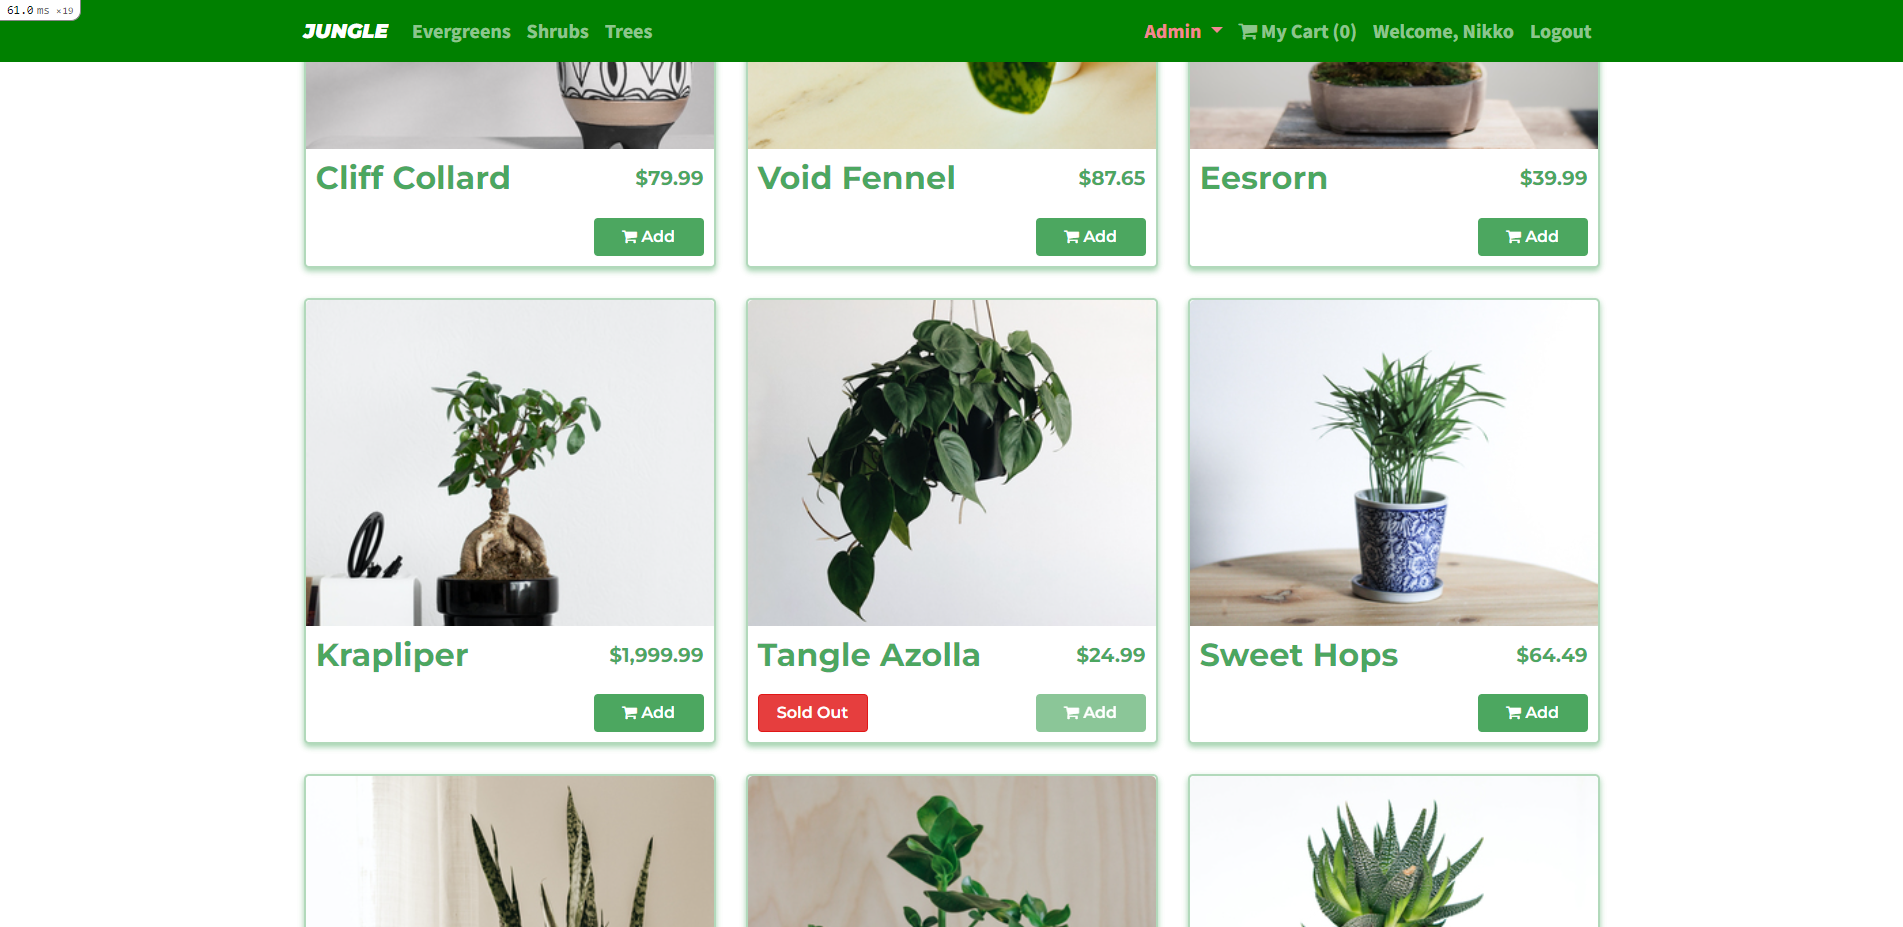 61.0 ms ×19
JUNGLE Evergreens Shrubs Trees Admin My Cart (0) Welcome, Nikko Logout
Cliff Collard $79.99
Add
Void Fennel $87.65
Add
Eesrorn $39.99
Add
Krapliper $1,999.99
Add
Tangle Azolla $24.99
Sold Out Add
Sweet Hops $64.49
Add